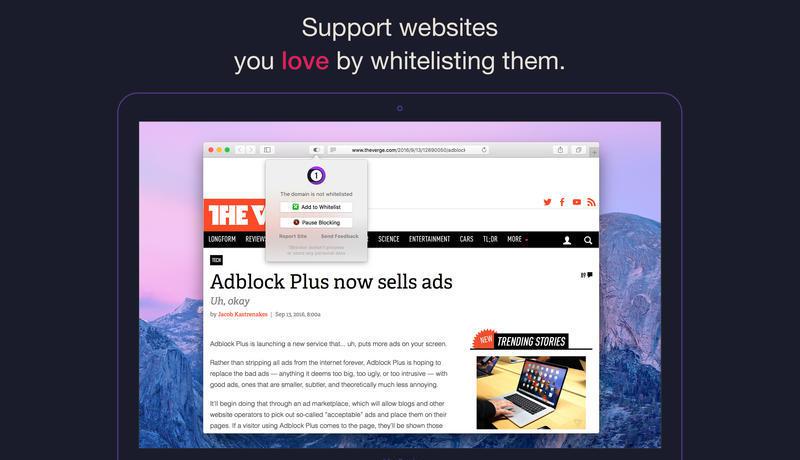 Support websites
you love by whitelisting them.
www.theverge.com/2016/9/13/12890050/adblock
1
The domain is not whitelisted
Add to Whitelist
Pause Blocking
Report Site Send Feedback
THE V
LONGFORM REVIEWS SCIENCE ENTERTAINMENT CARS TL;DR MORE
TECH
89
Adblock Plus now sells ads
Uh, okay
by Jacob Kastrenakes | Sep 13, 2016, 8:00a
NEW TRENDING STORIES
Adblock Plus is launching a new service that... uh, puts more ads on your screen.
Rather than stripping all ads from the internet forever, Adblock Plus is hoping to
replace the bad ads — anything it deems too big, too ugly, or too intrusive — with
good ads, ones that are smaller, subtler, and theoretically much less annoying.
It'll begin doing that through an ad marketplace, which will allow blogs and other
website operators to pick out so-called "acceptable" ads and place them on their
pages. If a visitor using Adblock Plus comes to the page, they'll be shown those